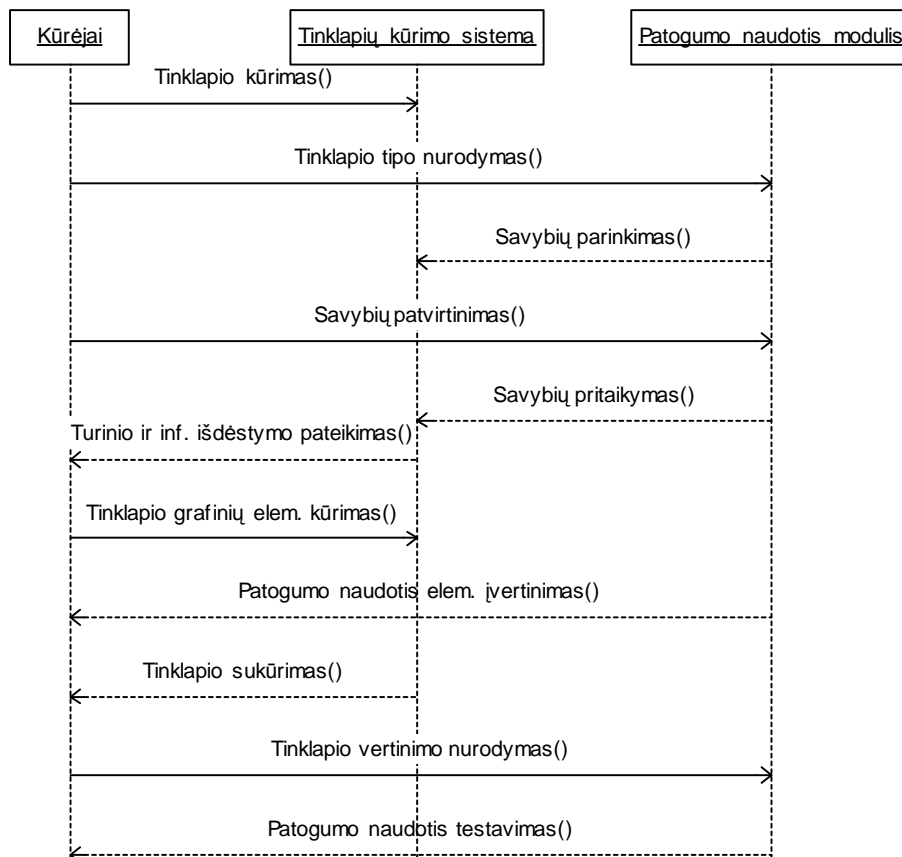 Kūrėjai
Tinklapių kūrimo sistema
Patogumo naudotis modulis
Tinklapio kūrimas()
Tinklapio tipo nurodymas()
Savybių parinkimas()
Savybių patvirtinimas()
Savybių pritaikymas()
Turinio ir inf. išdėstymo pateikimas()
Tinklapio grafinių elem. kūrimas()
Patogumo naudotis elem. įvertinimas()
Tinklapio sukūrimas()
Tinklapio vertinimo nurodymas()
Patogumo naudotis testavimas()